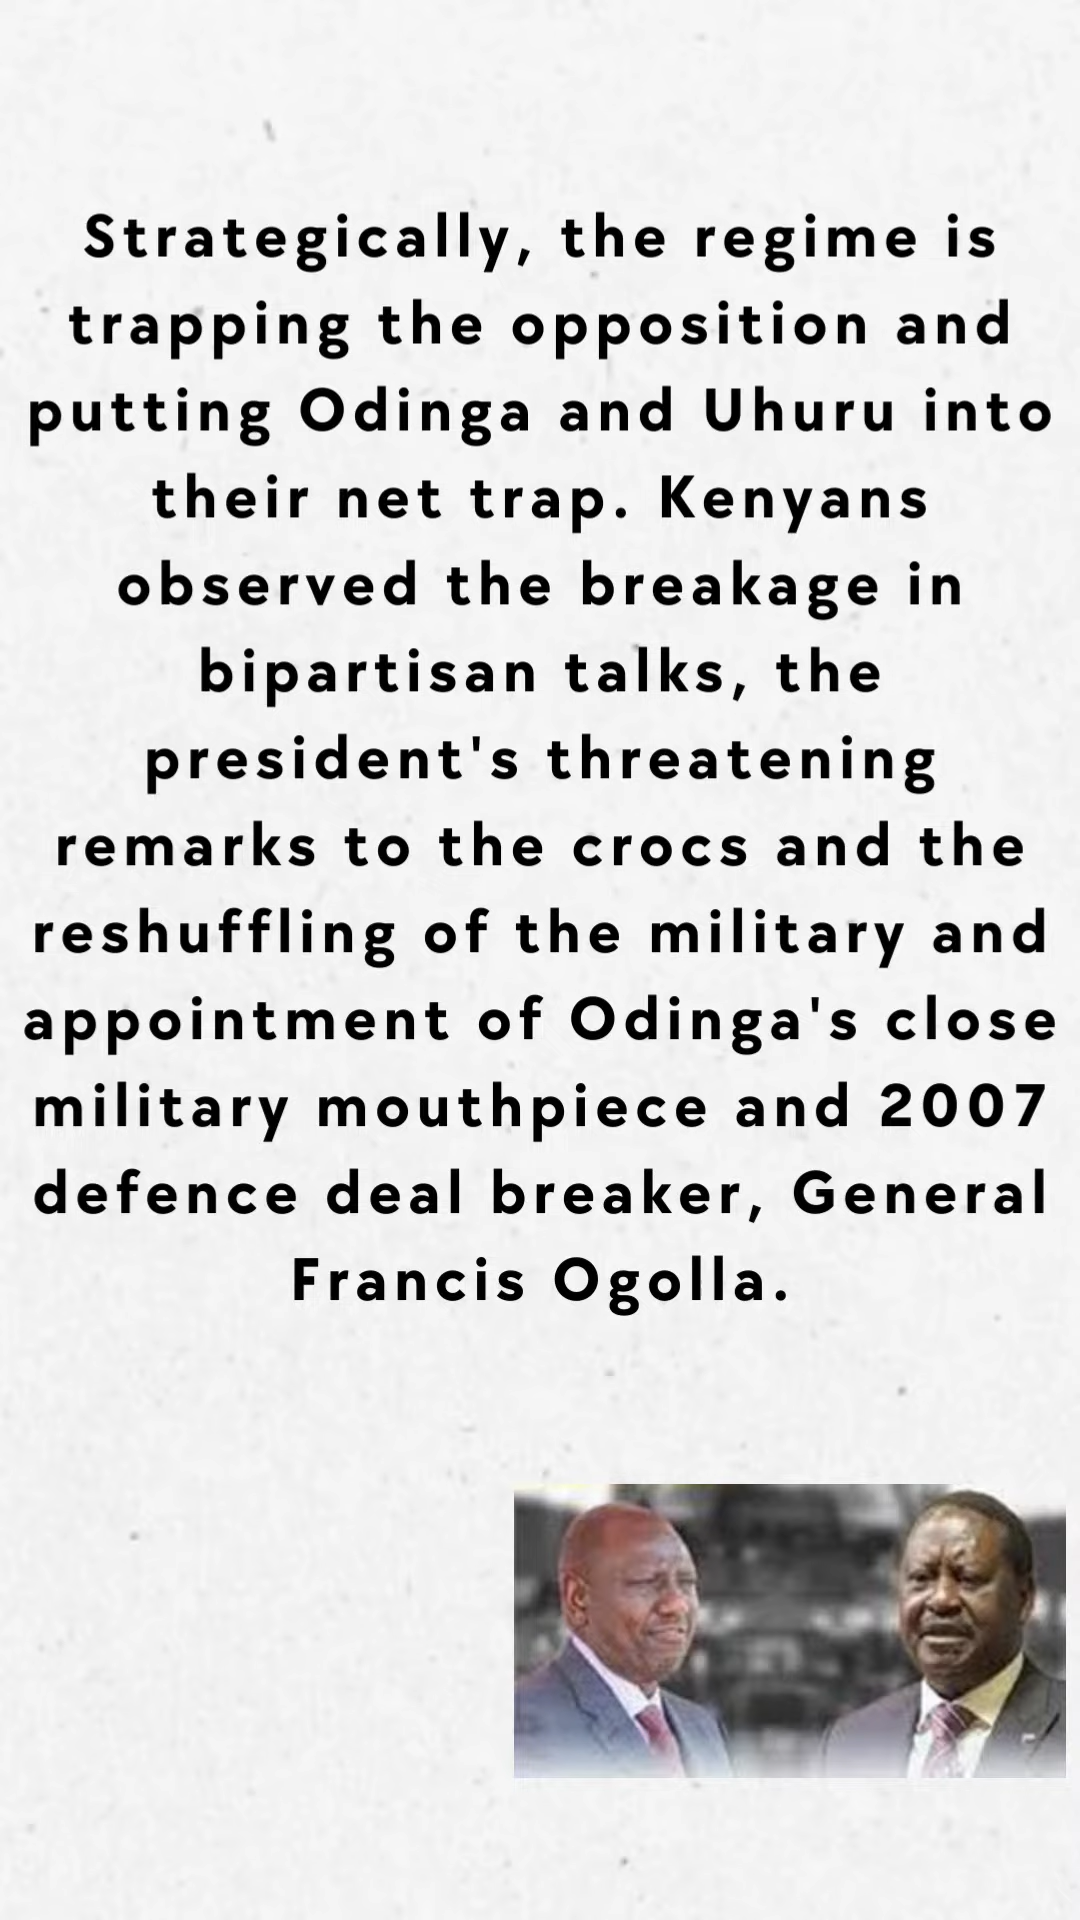 Strategically, the regime is
trapping the opposition and
putting Odinga and Uhuru into
their net trap. Kenyans
observed the breakage in
bipartisan talks, the
president's threatening
remarks to the crocs and the
reshuffling of the military and
appointment of Odinga's close
military mouthpiece and 2007
defence deal breaker, General
Francis Ogolla.